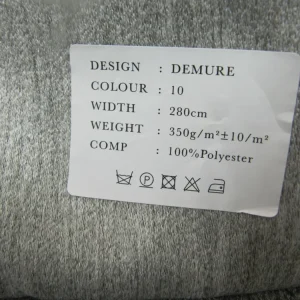 DESIGN : DEMURE
COLOUR : 10
WIDTH : 280cm
WEIGHT : 350g/m²±10/m²
COMP : 100%Polyester
P